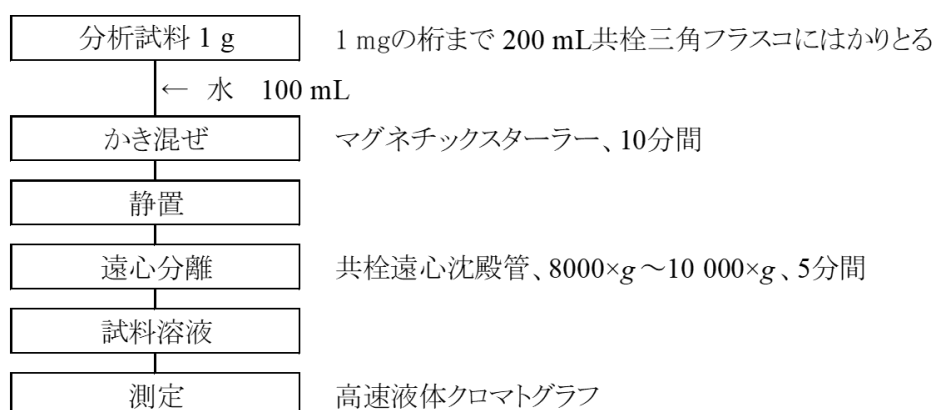 分析試料 1 g 1 mgの桁まで 200 mL共栓三角フラスコにはかりとる
← 水 100 mL
かき混ぜ マグネチックスターラー、10分間
静置
遠心分離 共栓遠心沈殿管、8000×g～10 000×g、5分間
試料溶液
測定 高速液体クロマトグラフ